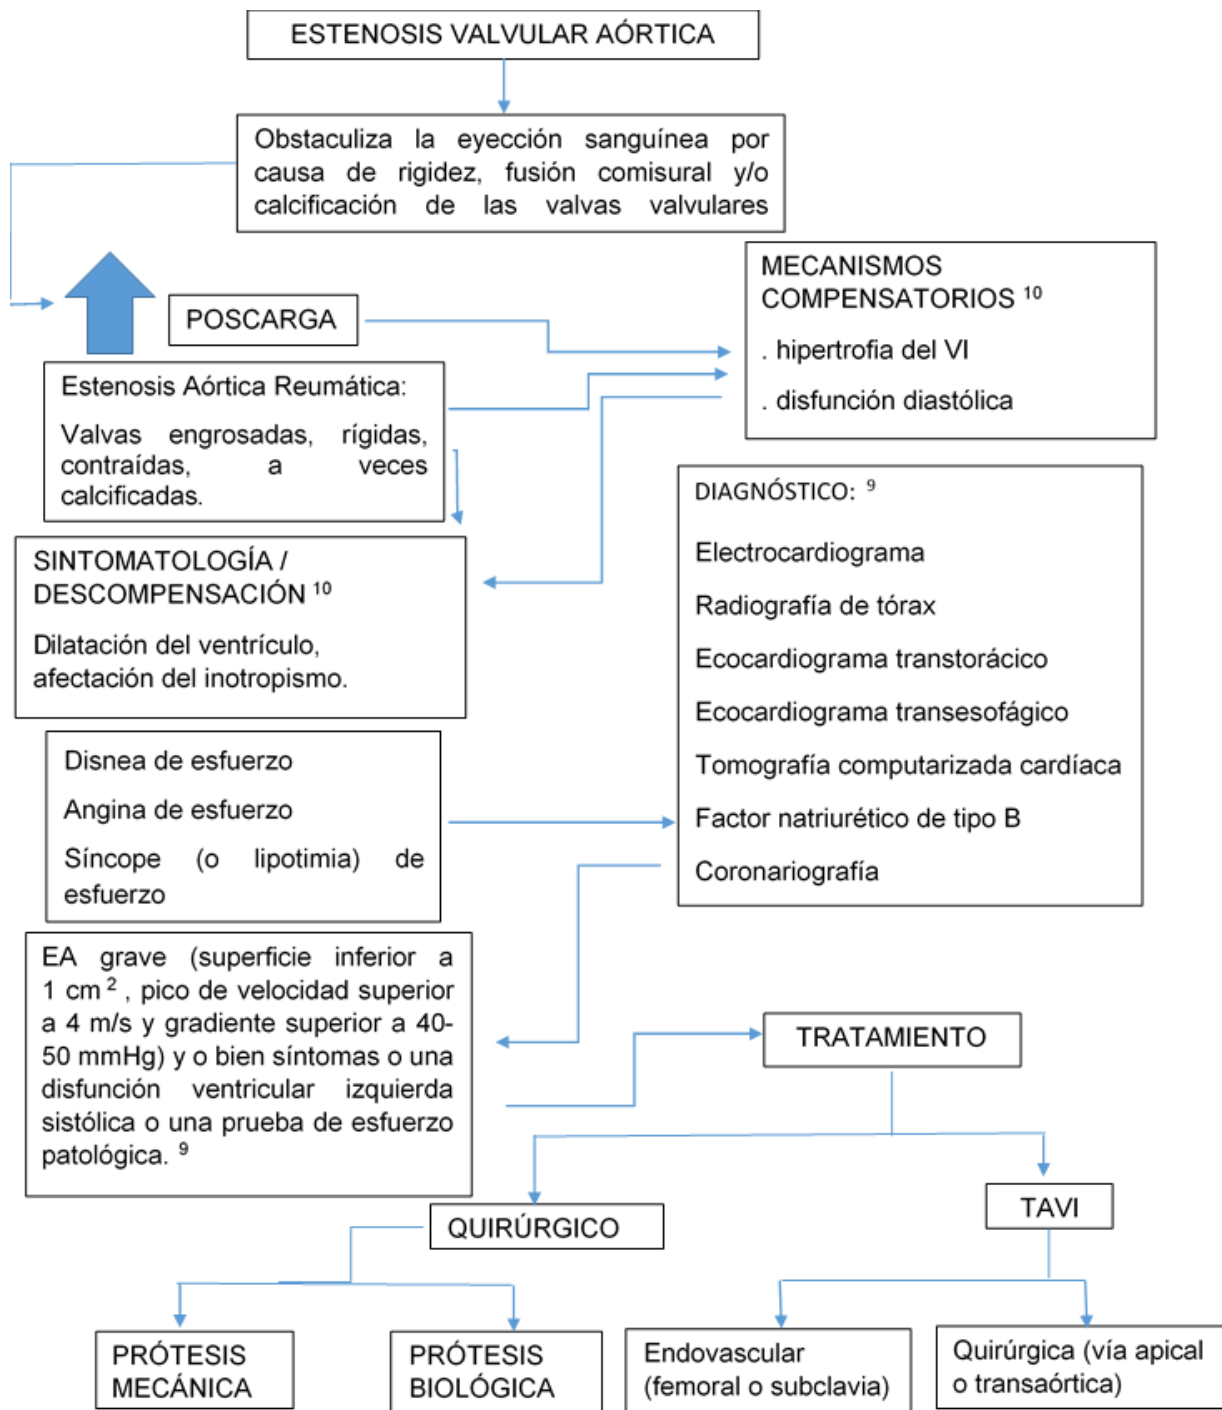 ESTENOSIS VALVULAR AÓRTICA
Obstaculiza la eyección sanguínea por
causa de rigidez, fusión comisural y/o
calcificación de las valvas valvulares
POSCARGA
MECANISMOS
COMPENSATORIOS ¹⁰
. hipertrofia del VI
. disfunción diastólica
Estenosis Aórtica Reumática:
Valvas engrosadas, rígidas,
contraídas, a veces
calcificadas.
SINTOMATOLOGÍA /
DESCOMPENSACIÓN ¹⁰
Dilatación del ventrículo,
afectación del inotropismo.
Disnea de esfuerzo
Angina de esfuerzo
Síncope (o lipotimia) de
esfuerzo
DIAGNÓSTICO: ⁹
Electrocardiograma
Radiografía de tórax
Ecocardiograma transtorácico
Ecocardiograma transesofágico
Tomografía computarizada cardíaca
Factor natriurético de tipo B
Coronariografía
EA grave (superficie inferior a
1 cm ² , pico de velocidad superior
a 4 m/s y gradiente superior a 40-
50 mmHg) y o bien síntomas o una
disfunción ventricular izquierda
sistólica o una prueba de esfuerzo
patológica. ⁹
TRATAMIENTO
QUIRÚRGICO
TAVI
PRÓTESIS
MECÁNICA
PRÓTESIS
BIOLÓGICA
Endovascular
(femoral o subclavia)
Quirúrgica (vía apical
o transaórtica)